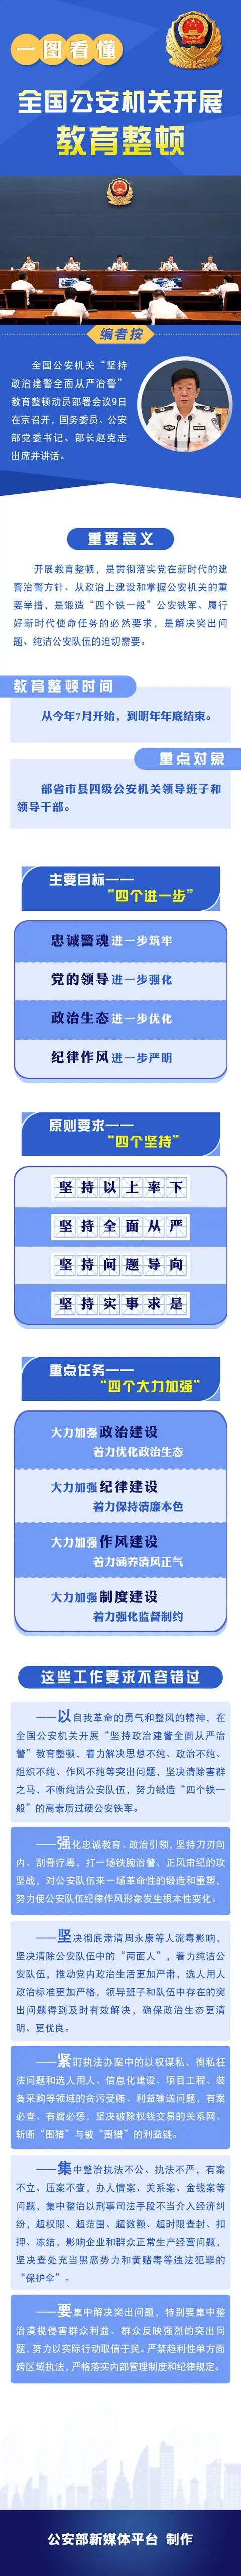 一图看懂
全国公安机关开展
教育整顿
编者按
全国公安机关“坚持
政治建警全面从严治警”
教育整顿动员部署会议9日
在京召开,国务委员、公安
部党委书记、部长赵克志
出席并讲话。
重要意义
开展教育整顿,是贯彻落实党在新时代的建
警治警方针、从政治上建设和掌握公安机关的重
要举措,是锻造“四个铁一般”公安铁军、履行
好新时代使命任务的必然要求,是解决突出问
题、纯洁公安队伍的迫切需要。
教育整顿时间
从今年7月开始,到明年年底结束。
重点对象
部省市县四级公安机关领导班子和
领导干部。
主要目标——
“四个进一步”
忠诚警魂进一步筑牢
党的领导进一步强化
政治生态进一步优化
纪律作风进一步严明
原则要求——
“四个坚持”
坚持以上率下
坚持全面从严
坚持问题导向
坚持实事求是
重点任务——
“四个大力加强”
大力加强政治建设
着力优化政治生态
大力加强纪律建设
着力保持清廉本色
大力加强作风建设
着力涵养清风正气
大力加强制度建设
着力强化监督制约
这些工作要求不容错过
——以自我革命的勇气和整风的精神,在
全国公安机关开展“坚持政治建警全面从严治
警”教育整顿,着力解决思想不纯、政治不纯、
组织不纯、作风不纯等突出问题,坚决清除害群
之马,不断纯洁公安队伍,努力锻造“四个铁一
般”的高素质过硬公安铁军。
——强化忠诚教育、政治引领,坚持刀刃向
内、刮骨疗毒,打一场铁腕治警、正风肃纪的攻
坚战,对公安队伍来一场革命性的锻造和重塑,
努力使公安队伍纪律作风形象发生根本性变化。
——坚决彻底肃清周永康等人流毒影响,
坚决清除公安队伍中的“两面人”,着力纯洁公
安队伍,推动党内政治生活更加严肃,选人用人
政治标准更加严格,领导班子和队伍中存在的突
出问题得到及时有效解决,确保政治生态更清
明、更优良。
——紧盯执法办案中的以权谋私、徇私枉
法问题和选人用人、信息化建设、项目工程、装
备采购等领域的贪污受贿、利益输送问题,有案
必查、有腐必惩,坚决破除权钱交易的关系网、
斩断“围猎”与被“围猎”的利益链。
——集中整治执法不公、执法不严,有案
不立、压案不查,办人情案、关系案、金钱案等
问题,集中整治以刑事司法手段不当介入经济纠
纷,超权限、超范围、超数额、超时限查封、扣
押、冻结,影响企业和群众正常生产经营问题,
坚决查处充当黑恶势力和黄赌毒等违法犯罪的
“保护伞”。
——要集中解决突出问题,特别要集中整
治漠视侵害群众利益、群众反映强烈的突出问
题,努力以实际行动取信于民。严禁趋利性单方面
跨区域执法,严格落实内部管理制度和纪律规定。
公安部新媒体平台 制作